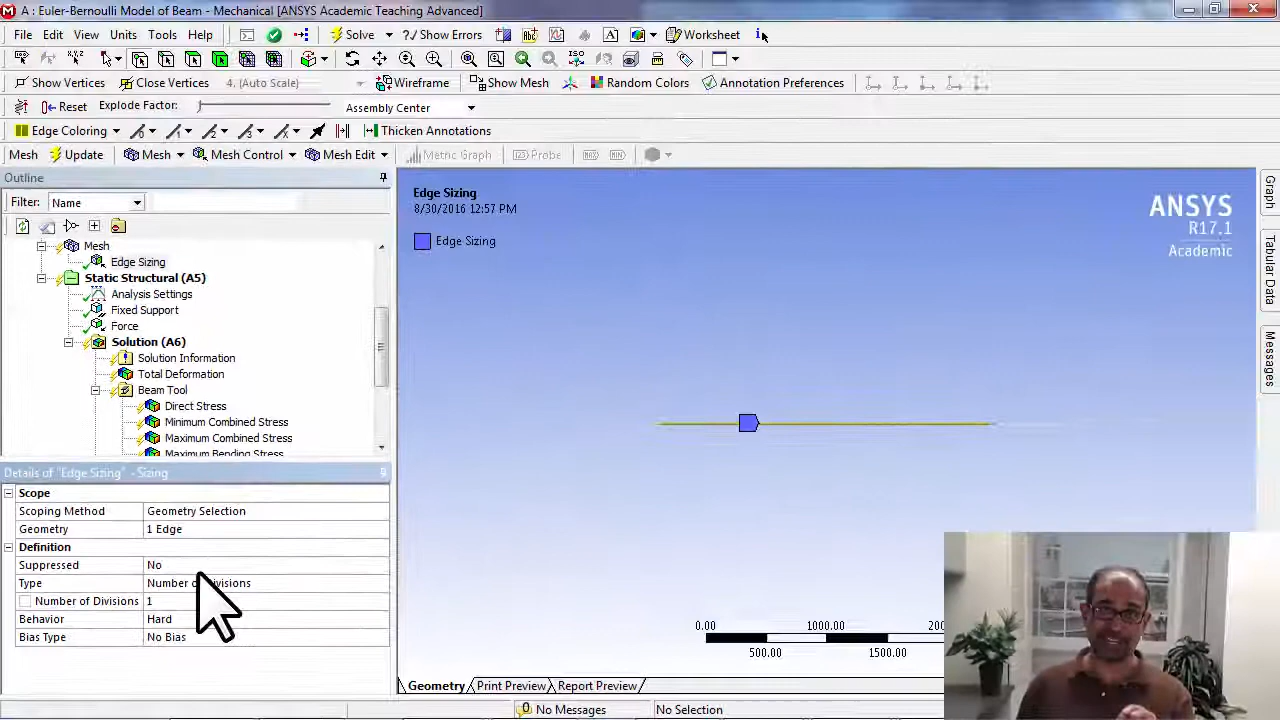 A : Euler-Bernoulli Model of Beam - Mechanical [ANSYS Academic Teaching Advanced]
File Edit View Units Tools Help Solve ?/ Show Errors Worksheet
Show Vertices Close Vertices 4. (Auto Scale) Wireframe Show Mesh Random Colors Annotation Preferences
Reset Explode Factor: Assembly Center
Edge Coloring Thicken Annotations
Mesh Update Mesh Mesh Control Mesh Edit Metric Graph Probe
Outline
Filter: Name
Mesh
Edge Sizing
Static Structural (A5)
Analysis Settings
Fixed Support
Force
Solution (A6)
Solution Information
Total Deformation
Beam Tool
Direct Stress
Minimum Combined Stress
Maximum Combined Stress
Maximum Bending Stress
Details of "Edge Sizing" - Sizing
Scope
Scoping Method Geometry Selection
Geometry 1 Edge
Definition
Suppressed No
Type Number of Divisions
Number of Divisions 1
Behavior Hard
Bias Type No Bias
Edge Sizing
8/30/2016 12:57 PM
Edge Sizing
ANSYS
R17.1
Academic
0.00 1000.00
500.00 1500.00
Geometry Print Preview Report Preview
0 No Messages No Selection
Graph
Tabular Data
Messages